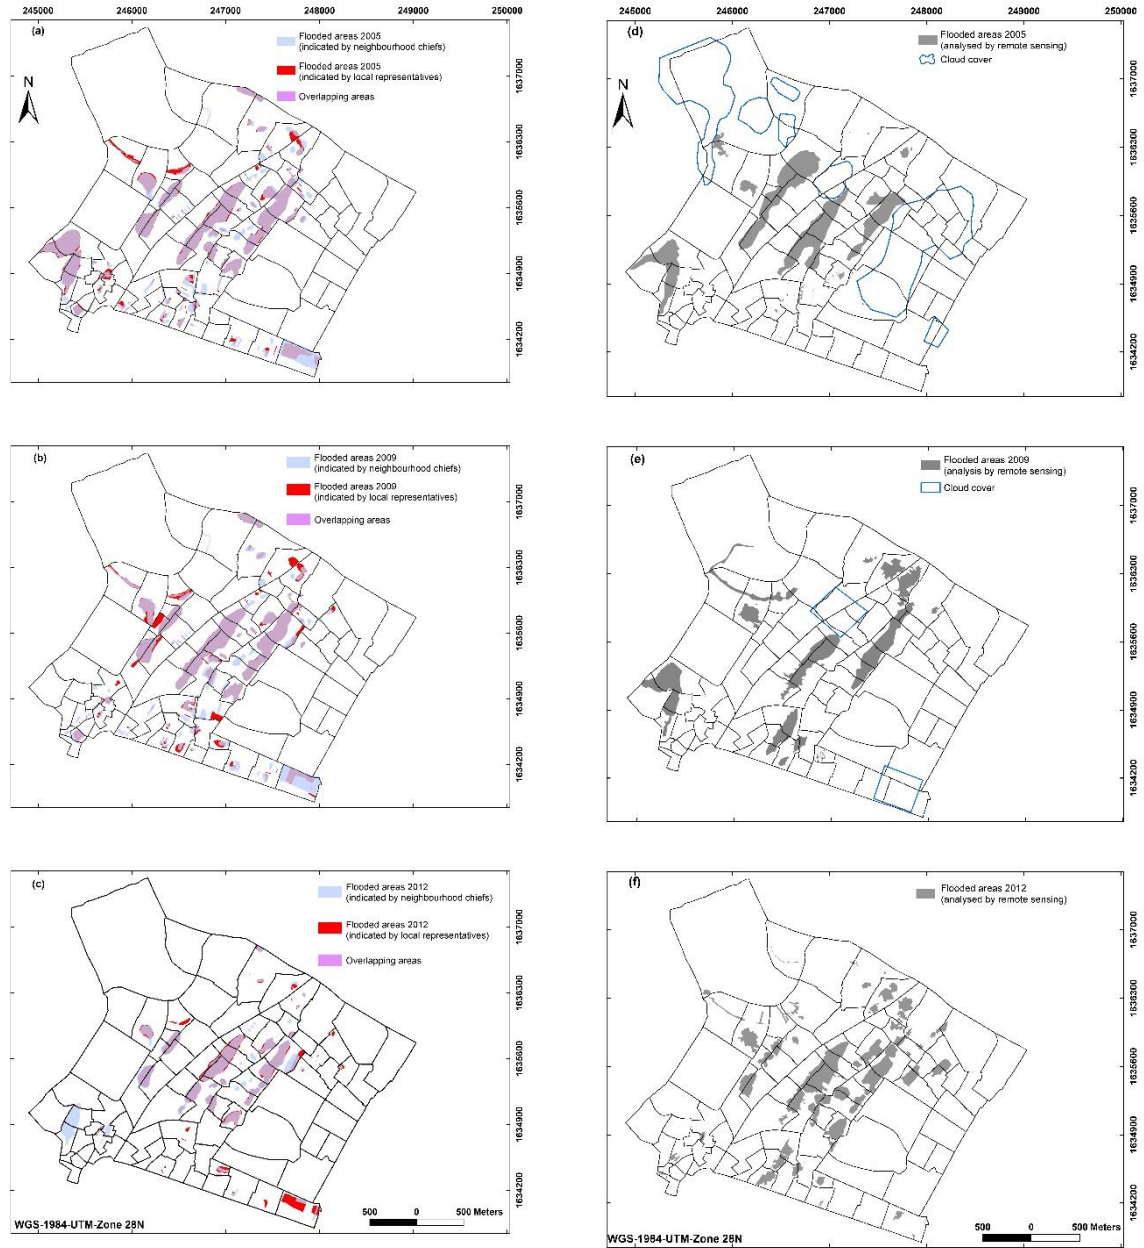 245000 246000 247000 248000 249000 250000
(a)
Flooded areas 2005
(indicated by neighbourhood chiefs)
Flooded areas 2005
(indicated by local representatives)
Overlapping areas
N
1637000
1636300
1635600
1634900
1634200
245000 246000 247000 248000 249000 250000
(d)
Flooded areas 2005
(analysed by remote sensing)
Cloud cover
N
1637000
1636300
1635600
1634900
1634200
(b)
Flooded areas 2009
(indicated by neighbourhood chiefs)
Flooded areas 2009
(indicated by local representatives)
Overlapping areas
1637000
1636300
1635600
1634900
1634200
(e)
Flooded areas 2009
(analysis by remote sensing)
Cloud cover
1637000
1636300
1635600
1634900
1634200
(c)
Flooded areas 2012
(indicated by neighbourhood chiefs)
Flooded areas 2012
(indicated by local representatives)
Overlapping areas
1637000
1636300
1635600
1634900
1634200
500 0 500 Meters
WGS-1984-UTM-Zone 28N
(f)
Flooded areas 2012
(analysed by remote sensing)
1637000
1636300
1635600
1634900
1634200
500 0 500 Meters
WGS-1984-UTM-Zone 28N